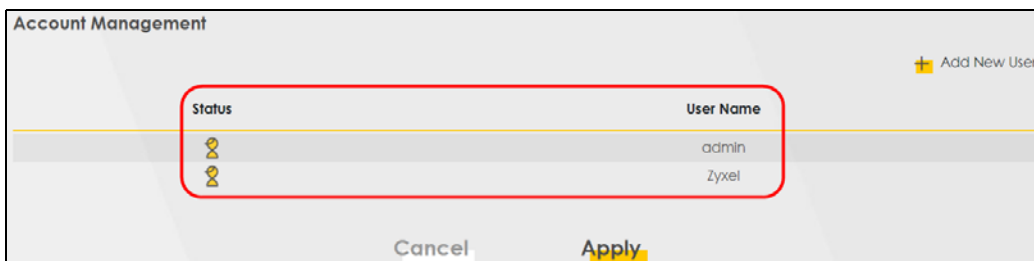 Account Management
Add New User
Status User Name
admin
Zyxel
Cancel Apply